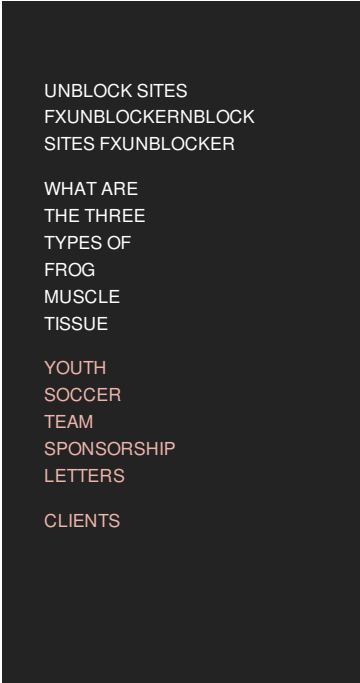 UNBLOCK SITES
FXUNBLOCKERNBLOCK
SITES FXUNBLOCKER
WHAT ARE
THE THREE
TYPES OF
FROG
MUSCLE
TISSUE
YOUTH
SOCCER
TEAM
SPONSORSHIP
LETTERS
CLIENTS